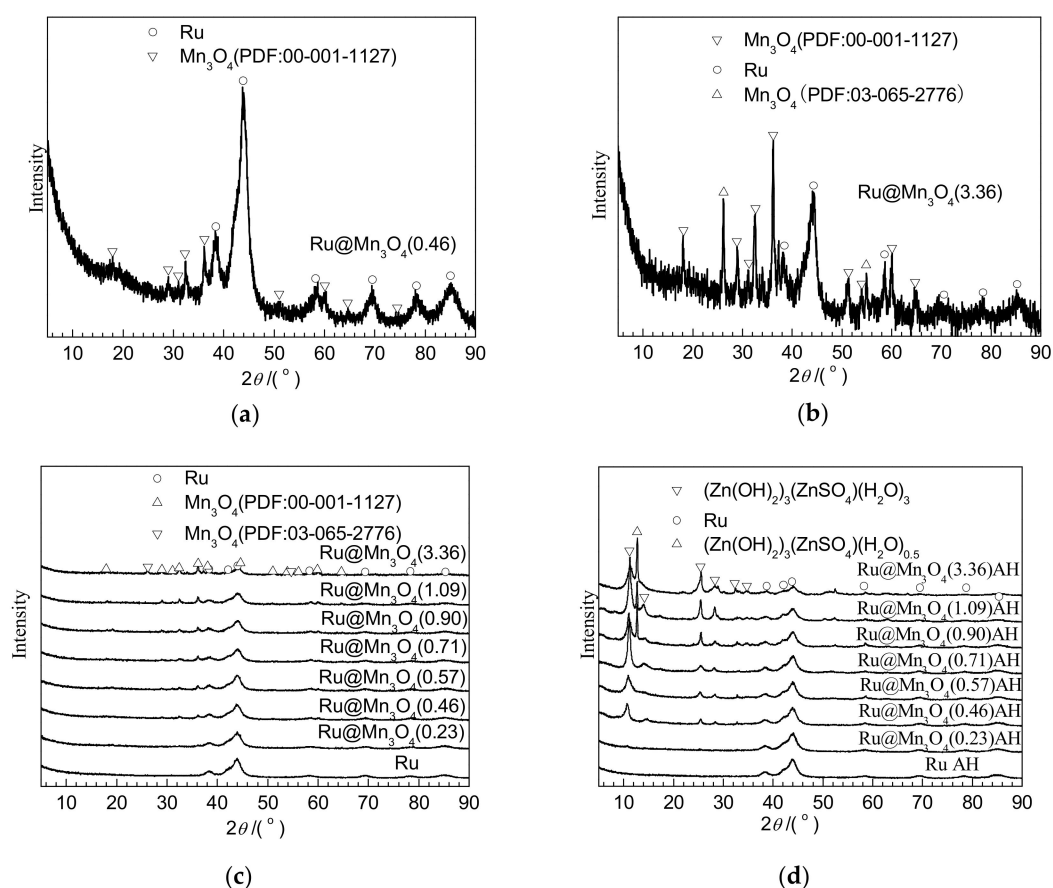 Ru
Mn3O4(PDF:00-001-1127)
Intensity
Ru@Mn3O4(0.46)
10 20 30 40 50 60 70 80 90
2θ/(°)
(a)
Mn3O4(PDF:00-001-1127)
Ru
Mn3O4(PDF:03-065-2776)
Intensity
Ru@Mn3O4(3.36)
10 20 30 40 50 60 70 80 90
2θ/(°)
(b)
Ru
Mn3O4(PDF:00-001-1127)
Mn3O4(PDF:03-065-2776)
Intensity
Ru@Mn3O4(3.36)
Ru@Mn3O4(1.09)
Ru@Mn3O4(0.90)
Ru@Mn3O4(0.71)
Ru@Mn3O4(0.57)
Ru@Mn3O4(0.46)
Ru@Mn3O4(0.23)
Ru
10 20 30 40 50 60 70 80 90
2θ/(°)
(c)
(Zn(OH)2)3(ZnSO4)(H2O)3
Ru
(Zn(OH)2)3(ZnSO4)(H2O)0.5
Intensity
Ru@Mn3O4(3.36)AH
Ru@Mn3O4(1.09)AH
Ru@Mn3O4(0.90)AH
Ru@Mn3O4(0.71)AH
Ru@Mn3O4(0.57)AH
Ru@Mn3O4(0.46)AH
Ru@Mn3O4(0.23)AH
Ru AH
10 20 30 40 50 60 70 80 90
2θ/(°)
(d)